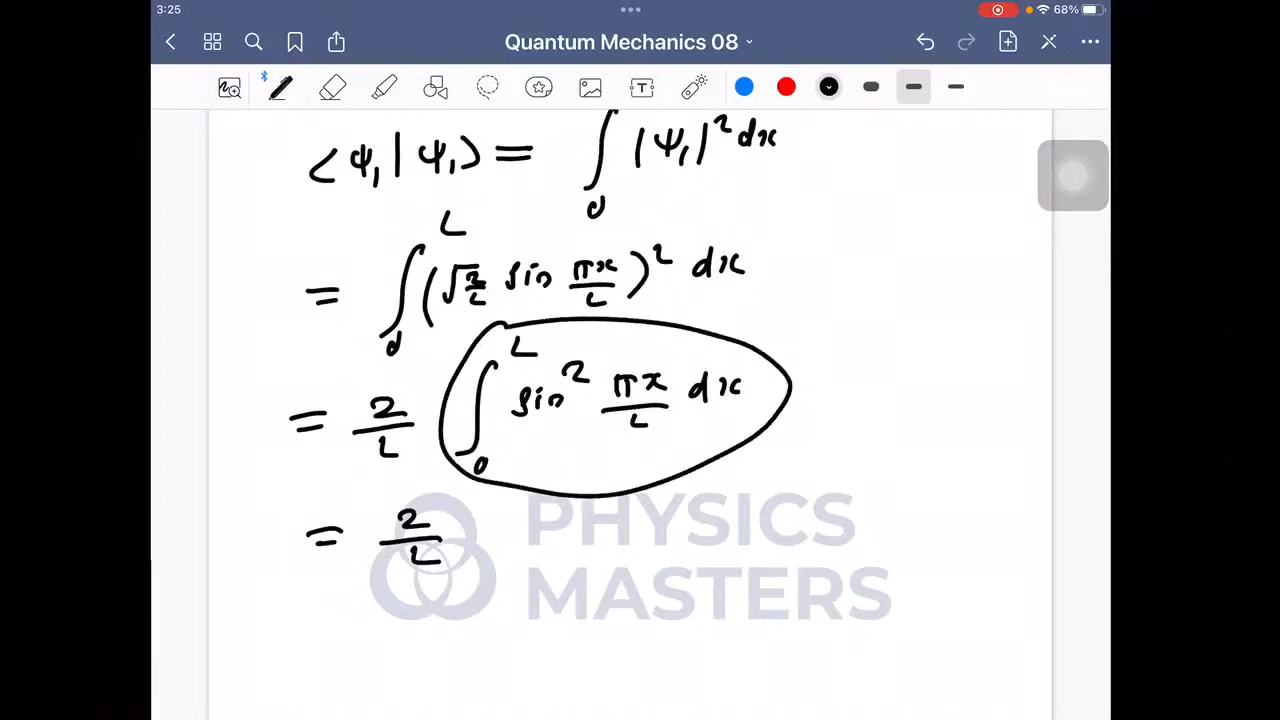 3:25
68%
Quantum Mechanics 08
⟨ψ₁|ψ₁⟩ = ∫₀ |ψ₁|² dx
= ∫₀ᴸ (√(2/L) sin πx/L)² dx
= 2/L ∫₀ᴸ sin² πx/L dx
= 2/L
PHYSICS
MASTERS